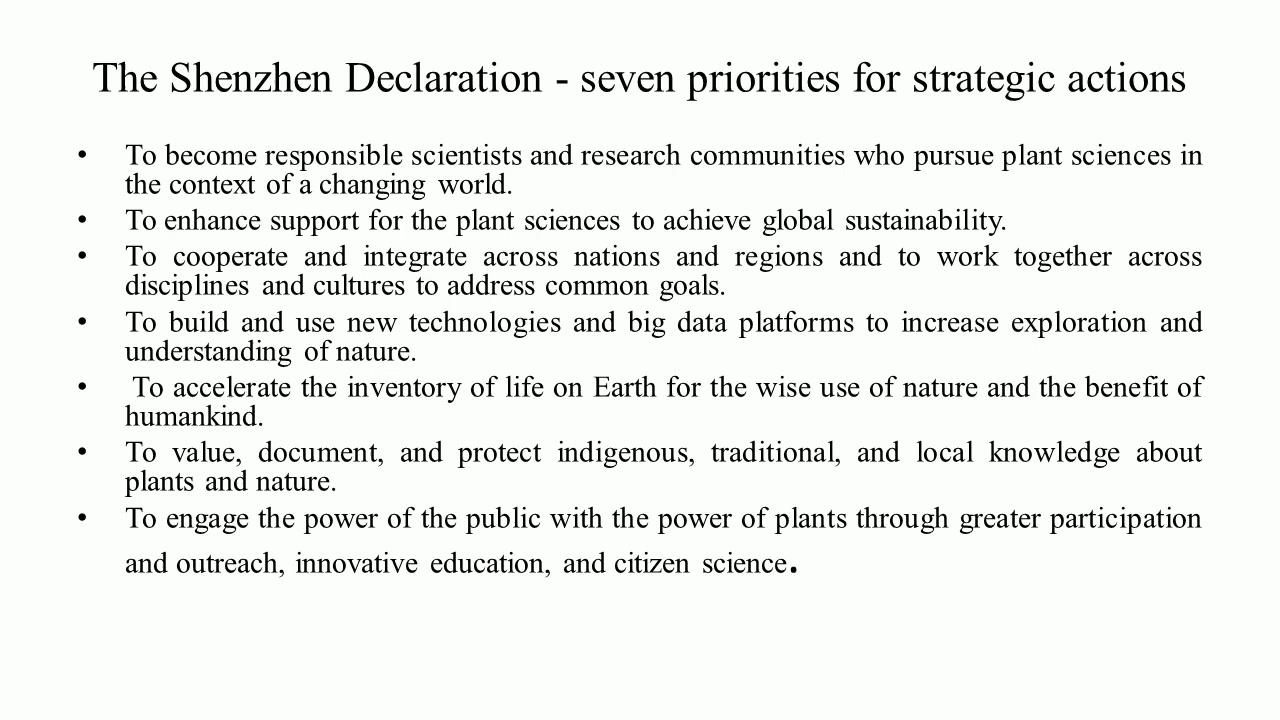 The Shenzhen Declaration - seven priorities for strategic actions
• To become responsible scientists and research communities who pursue plant sciences in
the context of a changing world.
• To enhance support for the plant sciences to achieve global sustainability.
• To cooperate and integrate across nations and regions and to work together across
disciplines and cultures to address common goals.
• To build and use new technologies and big data platforms to increase exploration and
understanding of nature.
• To accelerate the inventory of life on Earth for the wise use of nature and the benefit of
humankind.
• To value, document, and protect indigenous, traditional, and local knowledge about
plants and nature.
• To engage the power of the public with the power of plants through greater participation
and outreach, innovative education, and citizen science.